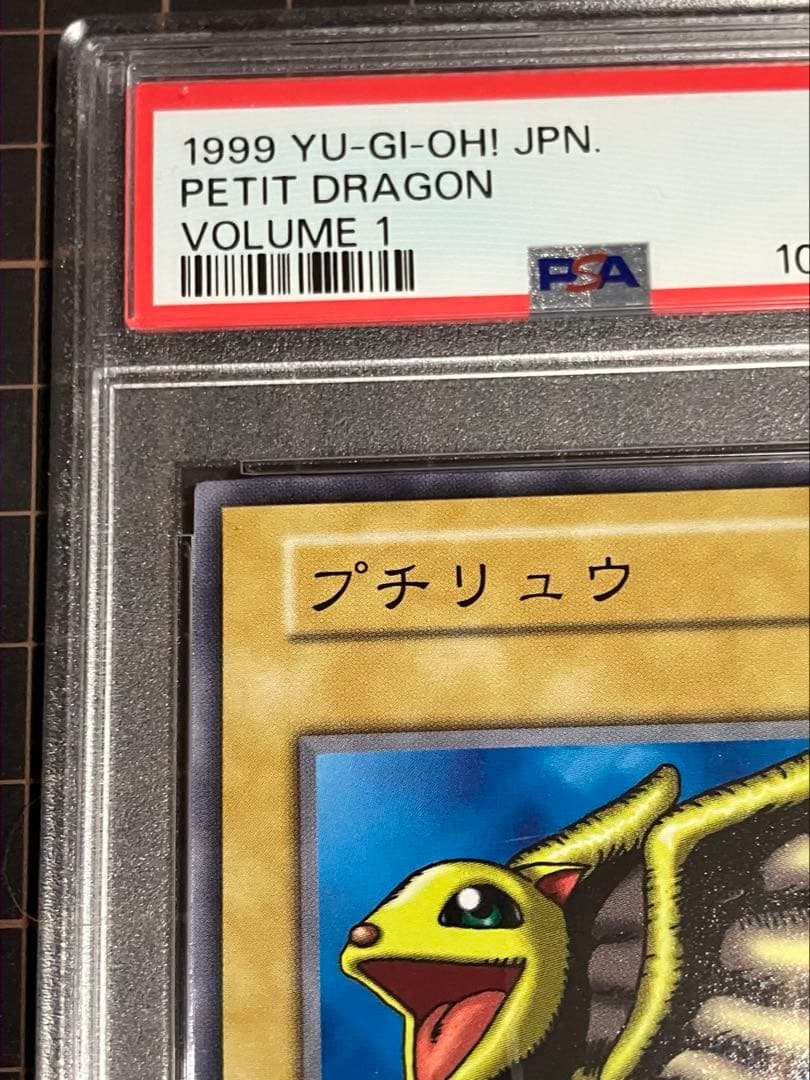 1999 YU-GI-OH! JPN.
PETIT DRAGON
VOLUME 1
PSA
プチリュウ